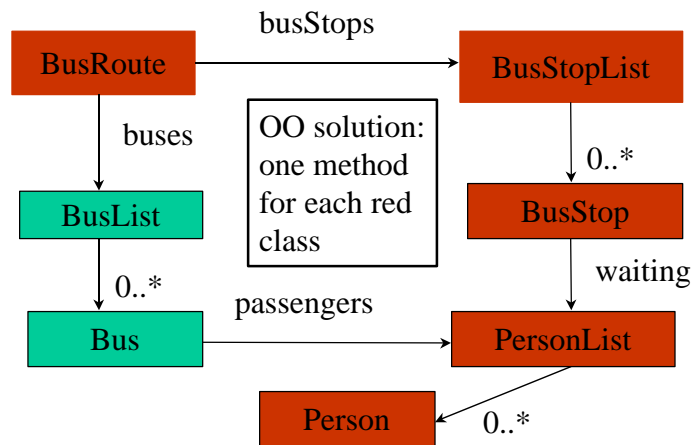 busStops
BusRoute
BusStopList
buses
OO solution:
one method
for each red
class
0..*
BusList
BusStop
0..*
waiting
passengers
Bus
PersonList
Person
0..*